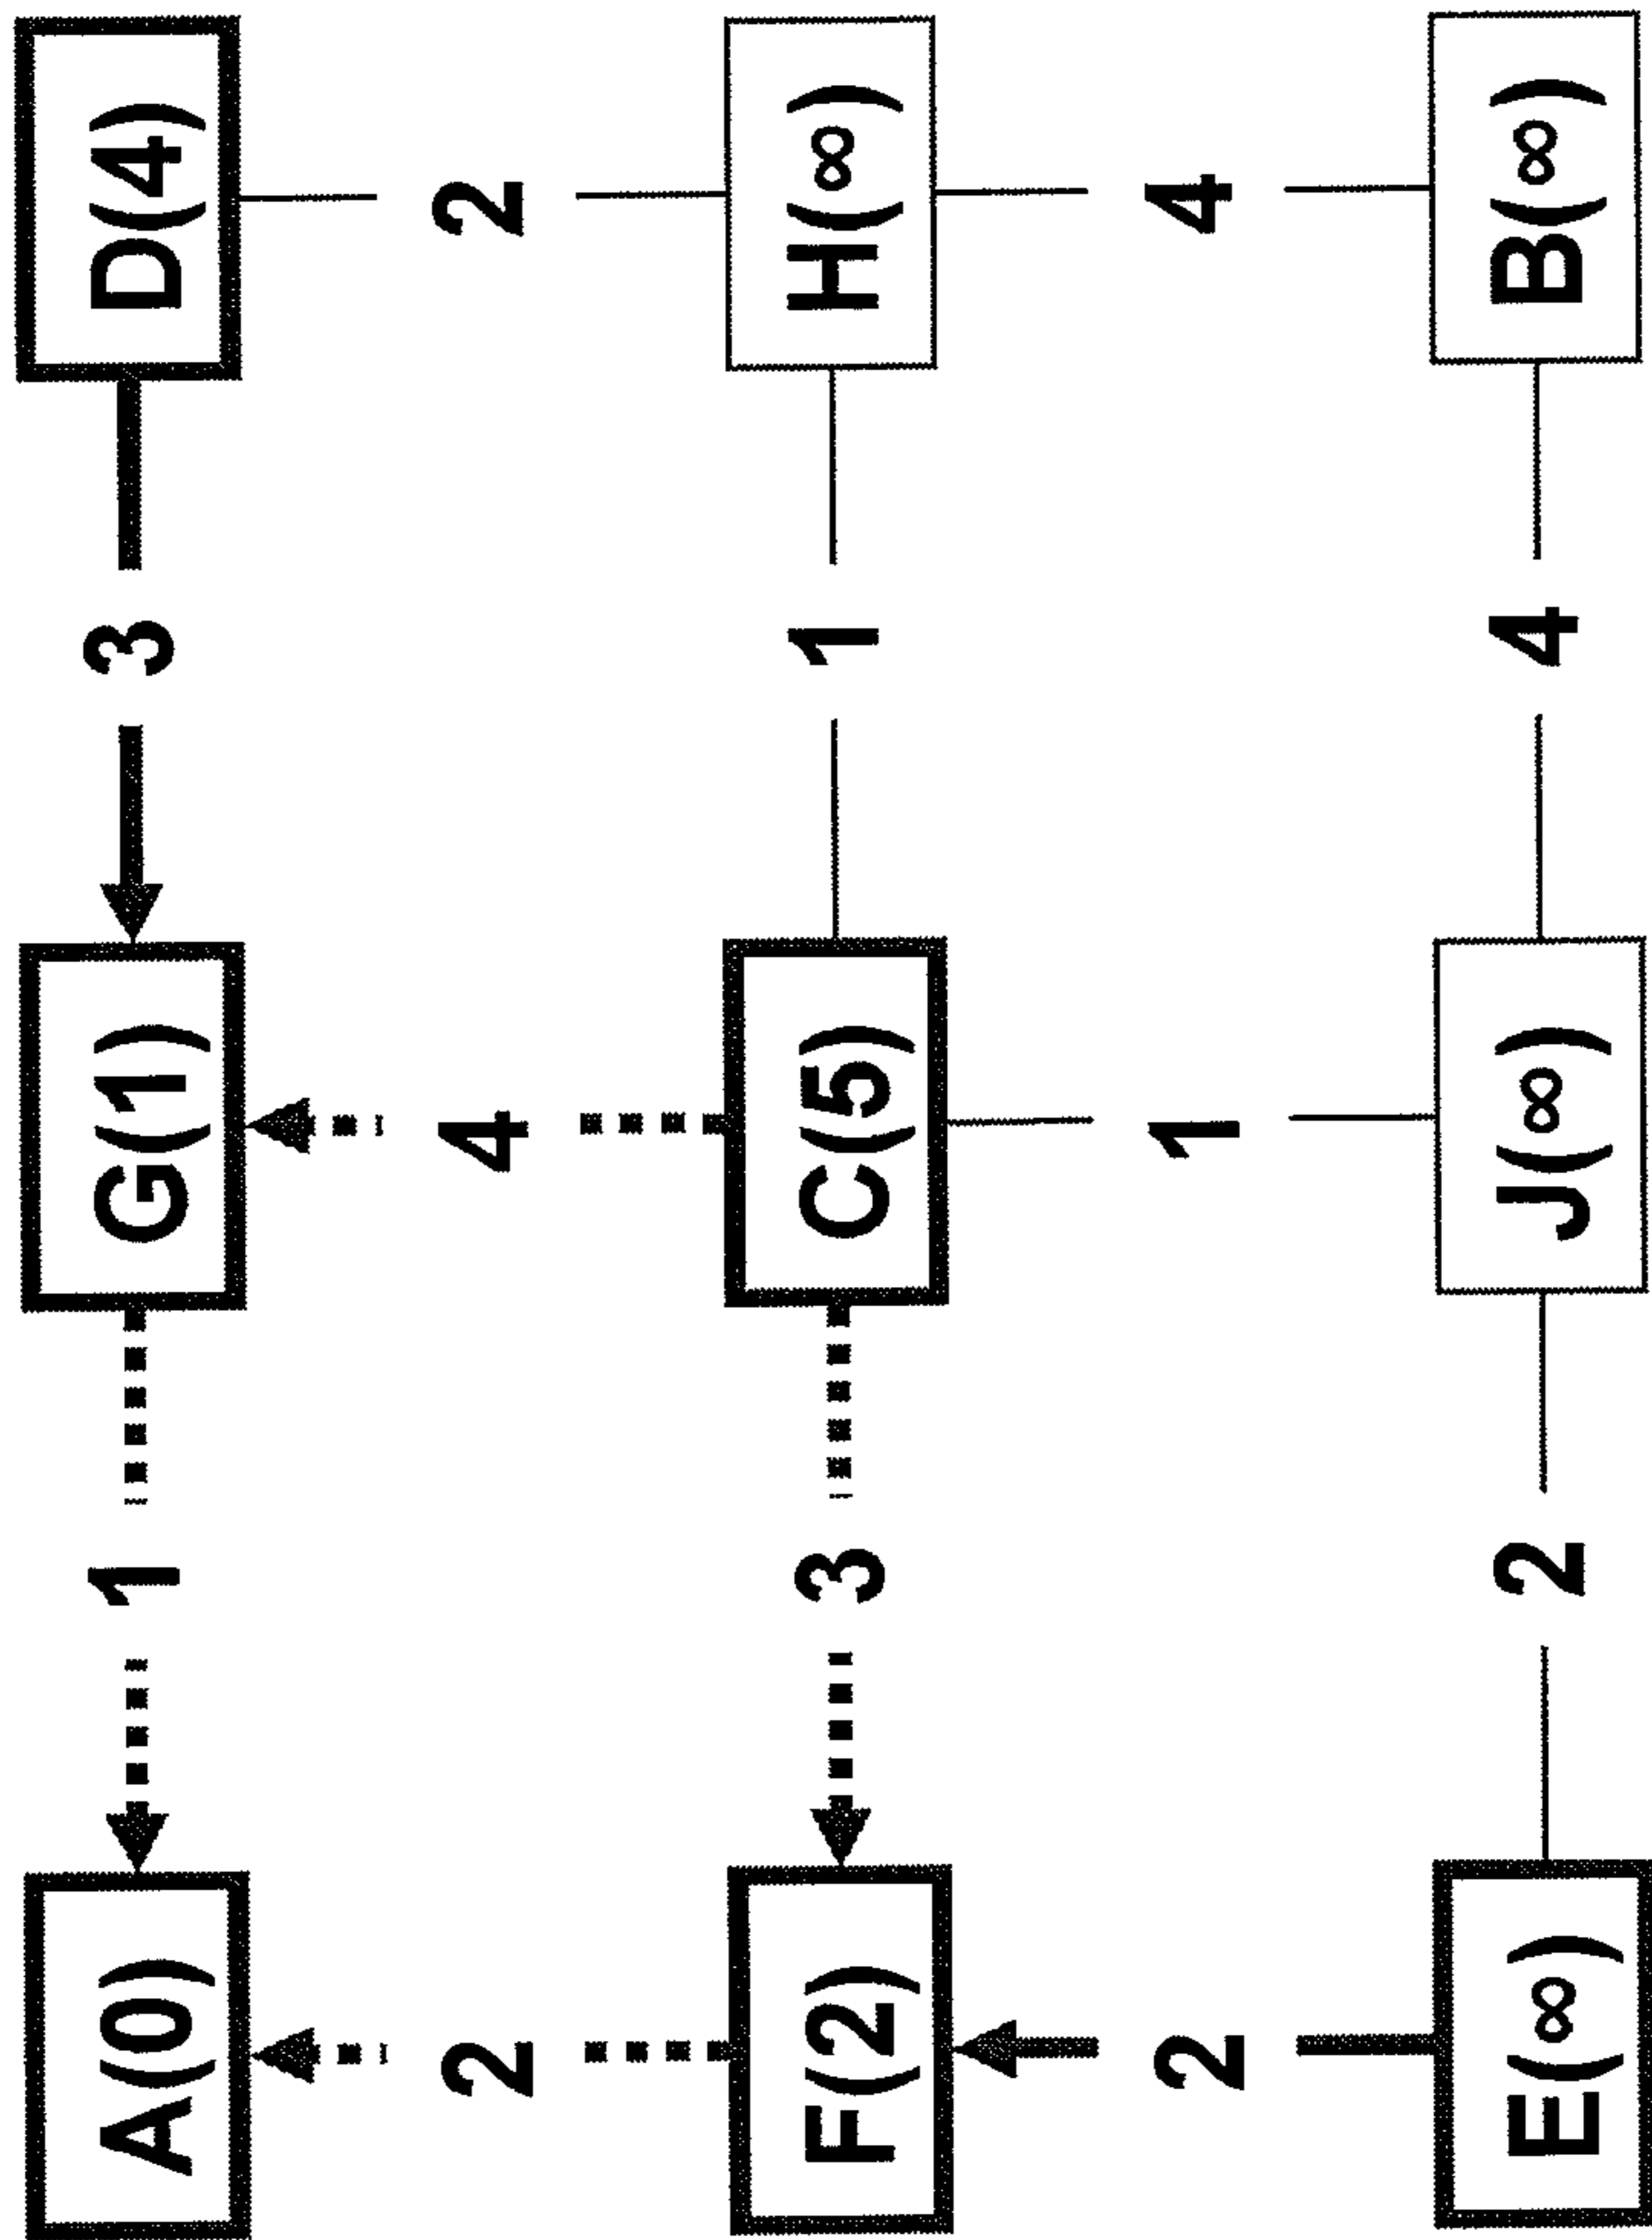 A(0) 1 G(1) 3 D(4)
2 4 2
F(2) 3 C(5) 1 H(∞)
2 1 4
E(∞) 2 J(∞) 4 B(∞)